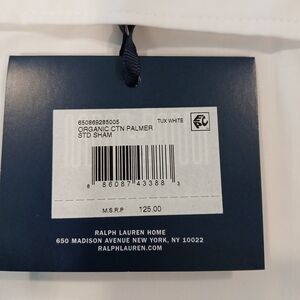 650869285005 TUX WHITE
ORGANIC CTN PALMER
STD SHAM
8 86087 43388 3
M.S.R.P 125.00
RALPH LAUREN HOME
650 MADISON AVENUE NEW YORK, NY 10022
RALPHLAUREN.COM